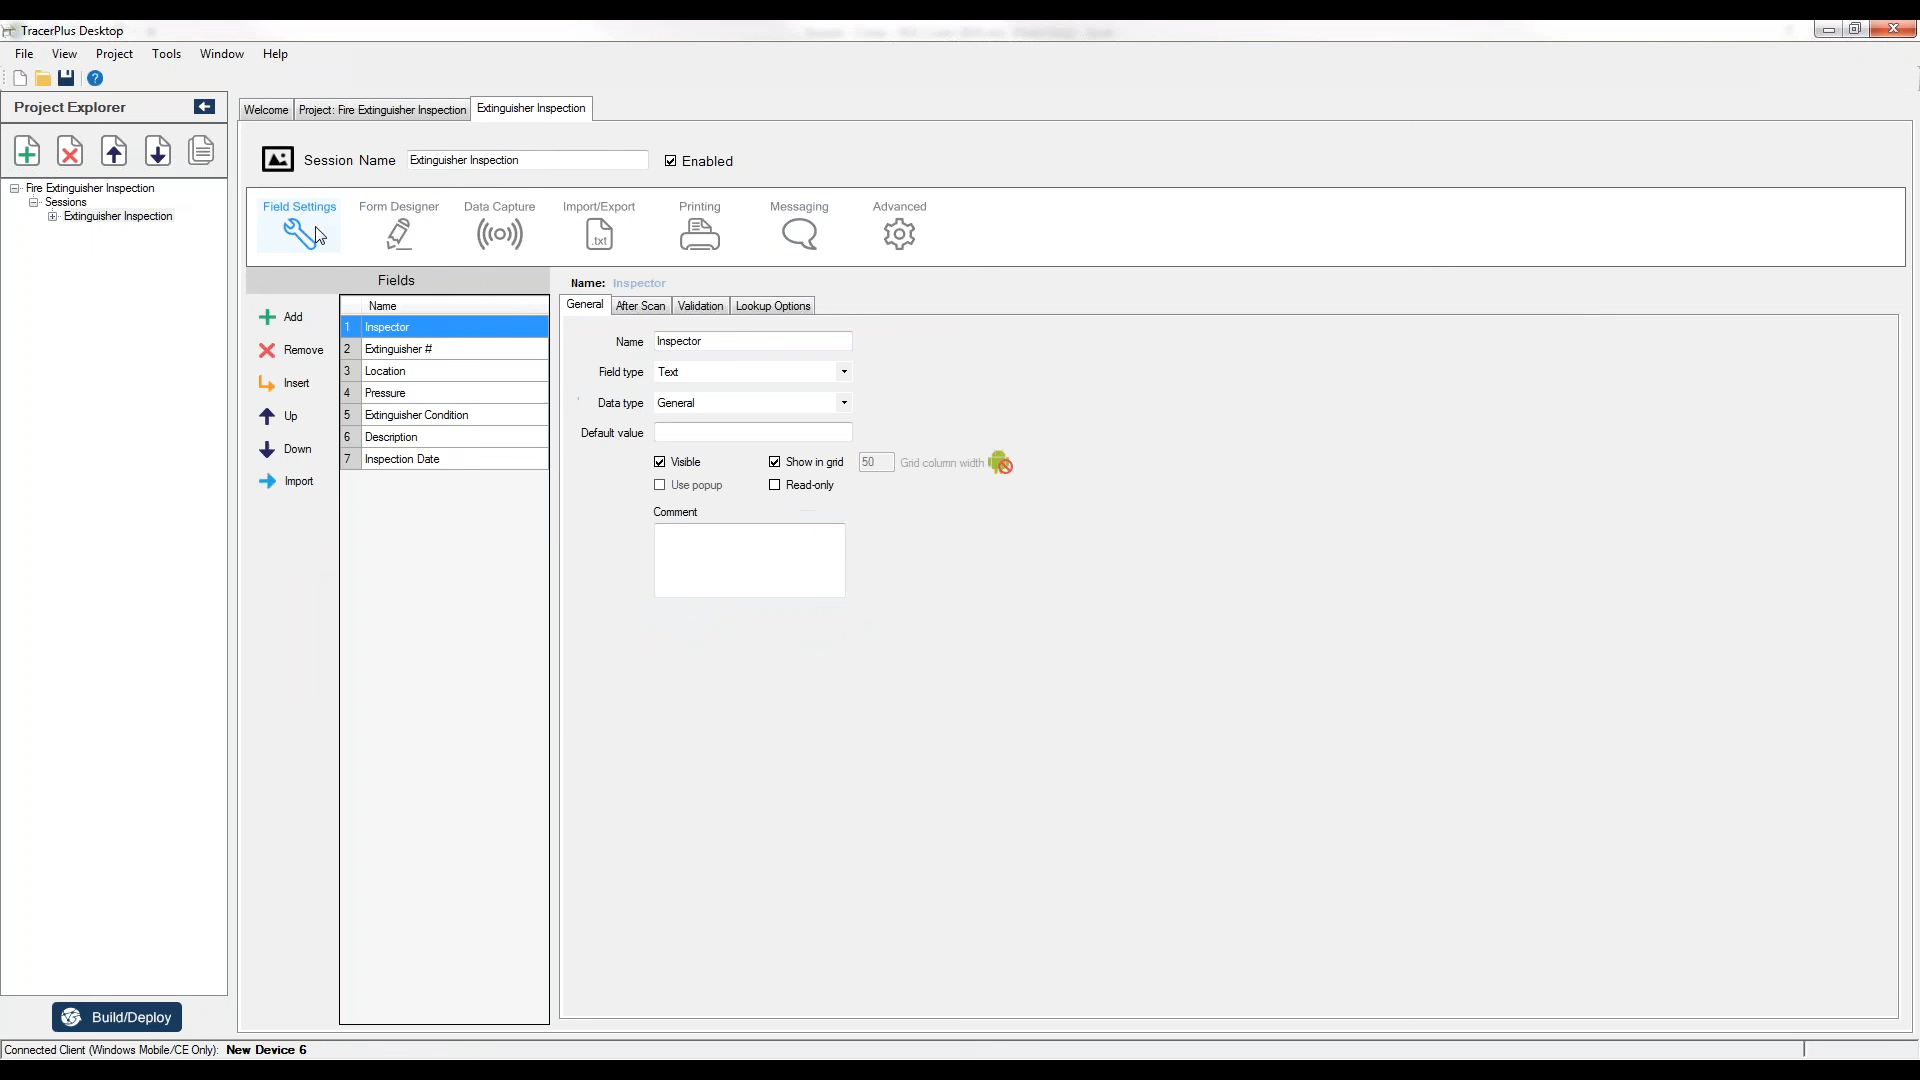 TracerPlus Desktop
File View Project Tools Window Help
Project Explorer
Welcome Project: Fire Extinguisher Inspection Extinguisher Inspection
Session Name Extinguisher Inspection Enabled
Fire Extinguisher Inspection
Sessions
Extinguisher Inspection
Field Settings Form Designer Data Capture Import/Export Printing Messaging Advanced
.txt
Fields
Name: Inspector
General After Scan Validation Lookup Options
Name
Add
Remove
Insert
Up
Down
Import
1 Inspector
2 Extinguisher #
3 Location
4 Pressure
5 Extinguisher Condition
6 Description
7 Inspection Date
Name Inspector
Field type Text
Data type General
Default value
Visible Show in grid 50 Grid column width
Use popup Read-only
Comment
Build/Deploy
Connected Client (Windows Mobile/CE Only): New Device 6